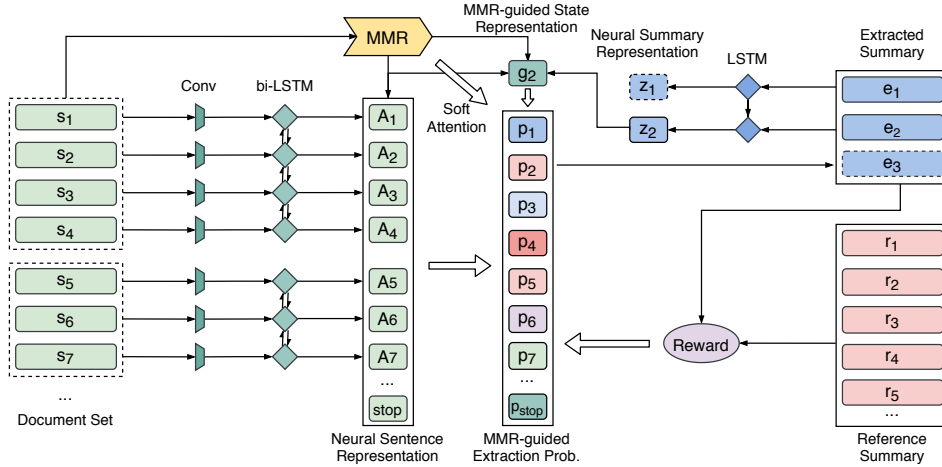 MMR-guided State
Representation
MMR
Neural Summary
Representation
LSTM
Extracted
Summary
Conv
bi-LSTM
g2
Soft
Attention
z1
z2
e1
e2
e3
s1
s2
s3
s4
s5
s6
s7
...
Document Set
A1
A2
A3
A4
A5
A6
A7
...
stop
Neural Sentence
Representation
p1
p2
p3
p4
p5
p6
p7
...
pstop
MMR-guided
Extraction Prob.
Reward
r1
r2
r3
r4
r5
...
Reference
Summary